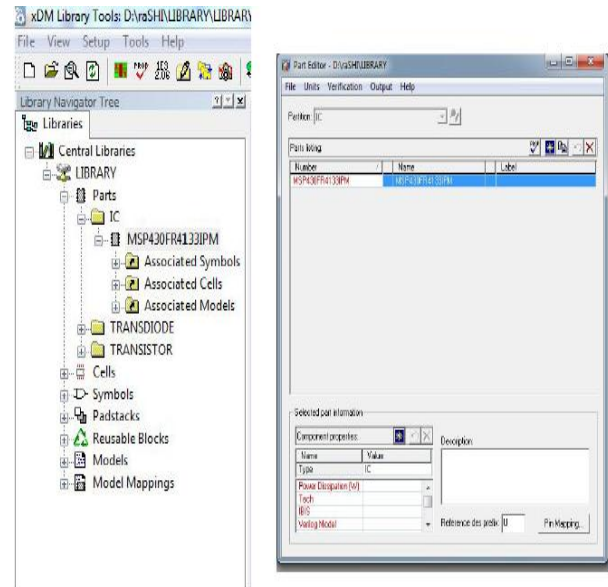 xDM Library Tools: D:\raSHI\LIBRARY\LIBRARY
File View Setup Tools Help
Library Navigator Tree
Libraries
Central Libraries
LIBRARY
Parts
IC
MSP430FR4133IPM
Associated Symbols
Associated Cells
Associated Models
TRANSDIODE
TRANSISTOR
Cells
Symbols
Padstacks
Reusable Blocks
Models
Model Mappings
Part Editor - D:\raSHI\LIBRARY
File Units Verification Output Help
Partition: IC
Parts listing:
Number / Name Label
MSP430FR4133IPM MSP430FR4133IPM
Selected part information
Component properties:
Description:
Name Value
Type IC
Power Dissipation (W)
Tech
IBIS
Verilog Model
Reference des prefix: U Pin Mapping...